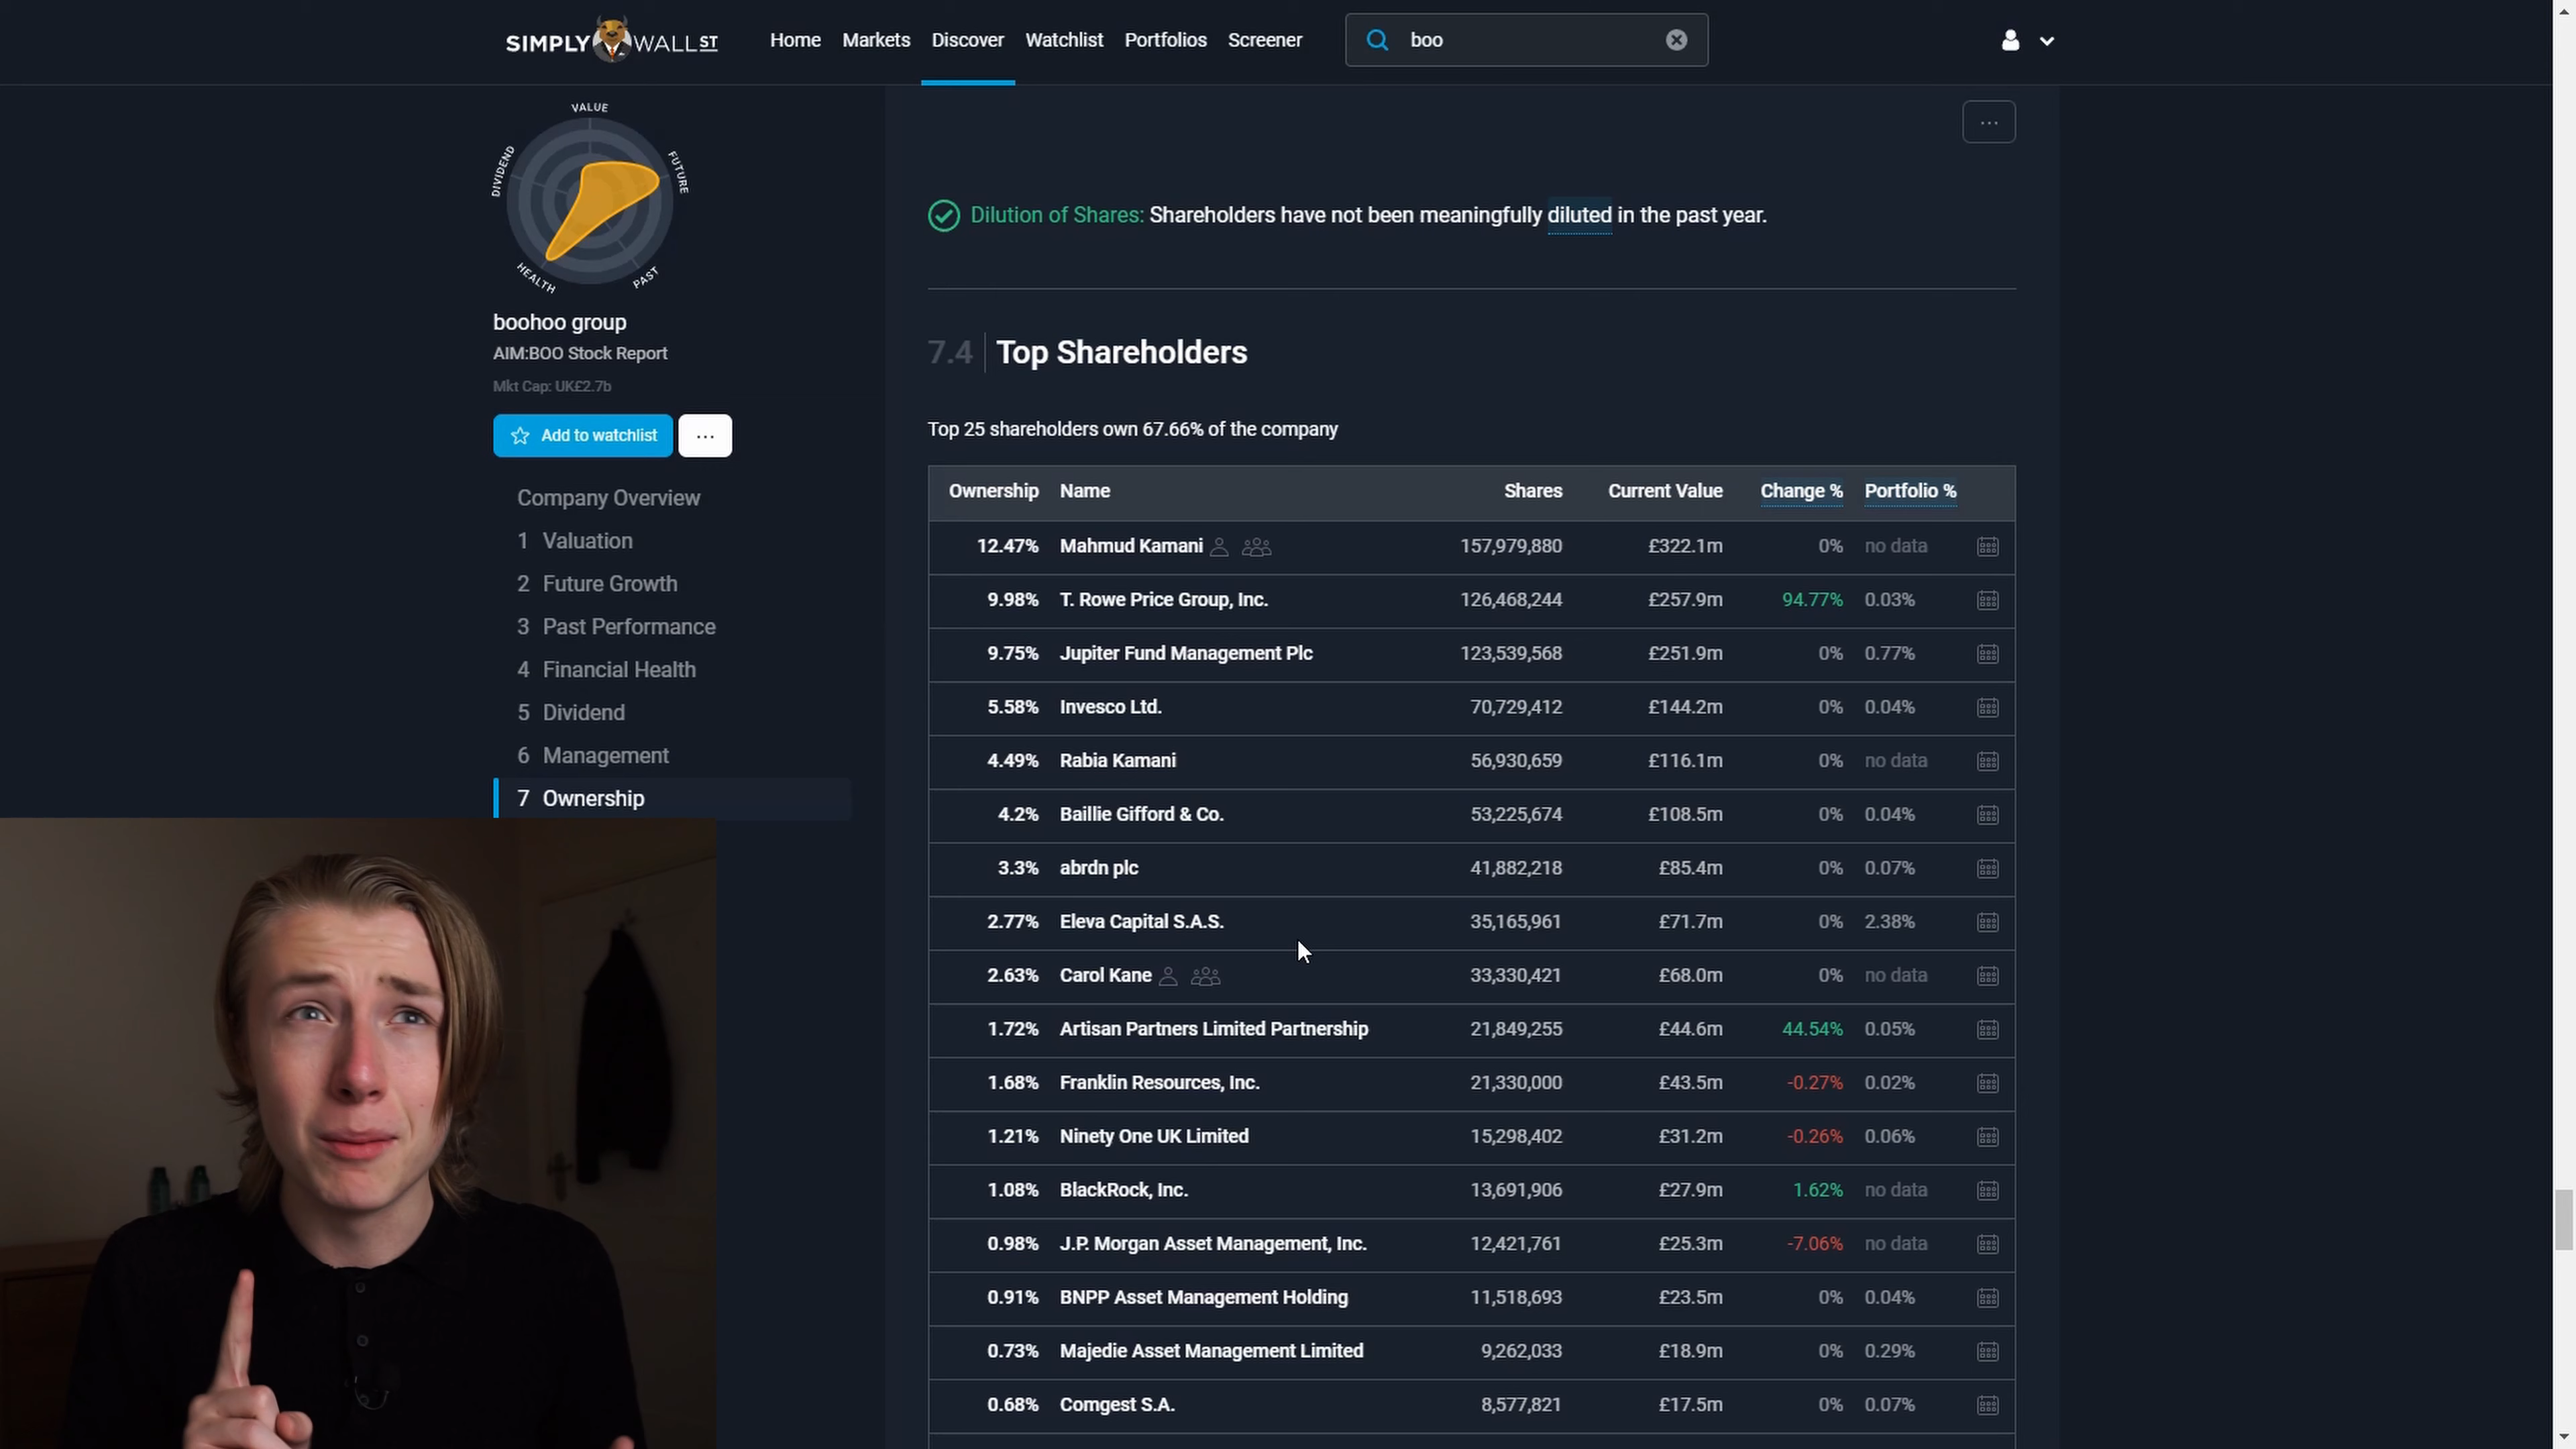 SIMPLY WALL ST
Home Markets Discover Watchlist Portfolios Screener
boo
VALUE
FUTURE
PAST
HEALTH
DIVIDEND
boohoo group
AIM:BOO Stock Report
Mkt Cap: UK£2.7b
Add to watchlist
Company Overview
1 Valuation
2 Future Growth
3 Past Performance
4 Financial Health
5 Dividend
6 Management
7 Ownership
Dilution of Shares: Shareholders have not been meaningfully diluted in the past year.
7.4 Top Shareholders
Top 25 shareholders own 67.66% of the company
Ownership Name Shares Current Value Change % Portfolio %
12.47% Mahmud Kamani 157,979,880 £322.1m 0% no data
9.98% T. Rowe Price Group, Inc. 126,468,244 £257.9m 94.77% 0.03%
9.75% Jupiter Fund Management Plc 123,539,568 £251.9m 0% 0.77%
5.58% Invesco Ltd. 70,729,412 £144.2m 0% 0.04%
4.49% Rabia Kamani 56,930,659 £116.1m 0% no data
4.2% Baillie Gifford & Co. 53,225,674 £108.5m 0% 0.04%
3.3% abrdn plc 41,882,218 £85.4m 0% 0.07%
2.77% Eleva Capital S.A.S. 35,165,961 £71.7m 0% 2.38%
2.63% Carol Kane 33,330,421 £68.0m 0% no data
1.72% Artisan Partners Limited Partnership 21,849,255 £44.6m 44.54% 0.05%
1.68% Franklin Resources, Inc. 21,330,000 £43.5m -0.27% 0.02%
1.21% Ninety One UK Limited 15,298,402 £31.2m -0.26% 0.06%
1.08% BlackRock, Inc. 13,691,906 £27.9m 1.62% no data
0.98% J.P. Morgan Asset Management, Inc. 12,421,761 £25.3m -7.06% no data
0.91% BNPP Asset Management Holding 11,518,693 £23.5m 0% 0.04%
0.73% Majedie Asset Management Limited 9,262,033 £18.9m 0% 0.29%
0.68% Comgest S.A. 8,577,821 £17.5m 0% 0.07%